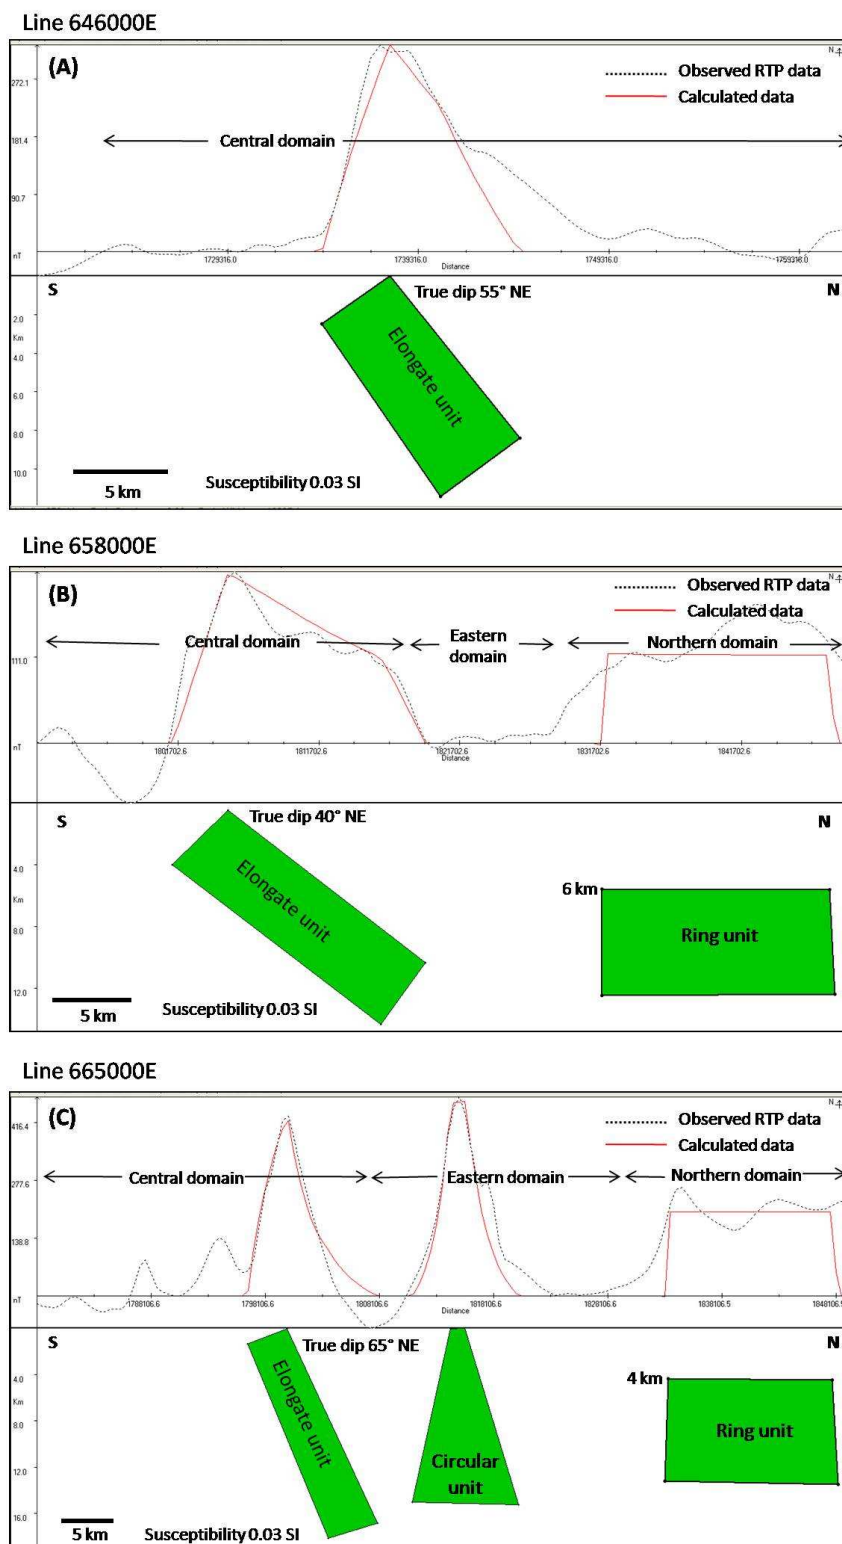 Line 646000E
(A)
N
272.1
Observed RTP data
Calculated data
181.4
Central domain
90.7
nT
1729316.0
1739316.0
1749316.0
1759316.0
Distance
S
True dip 55° NE
N
2.0
Km
4.0
6.0
8.0
10.0
Elongate unit
5 km
Susceptibility 0.03 SI
Line 658000E
(B)
N
Observed RTP data
Calculated data
Central domain
Eastern
domain
Northern domain
111.0
nT
1801702.6
1811702.6
1821702.6
1831702.6
1841702.6
Distance
S
True dip 40° NE
N
4.0
Km
8.0
12.0
Elongate unit
6 km
Ring unit
5 km
Susceptibility 0.03 SI
Line 665000E
(C)
N
416.4
Observed RTP data
Calculated data
277.6
Central domain
Eastern domain
Northern domain
138.8
nT
1788106.6
1798106.6
1808106.6
1818106.6
1828106.6
1838106.5
1848106.5
Distance
S
True dip 65° NE
N
4.0
Km
8.0
12.0
16.0
Elongate unit
Circular
unit
4 km
Ring unit
5 km
Susceptibility 0.03 SI